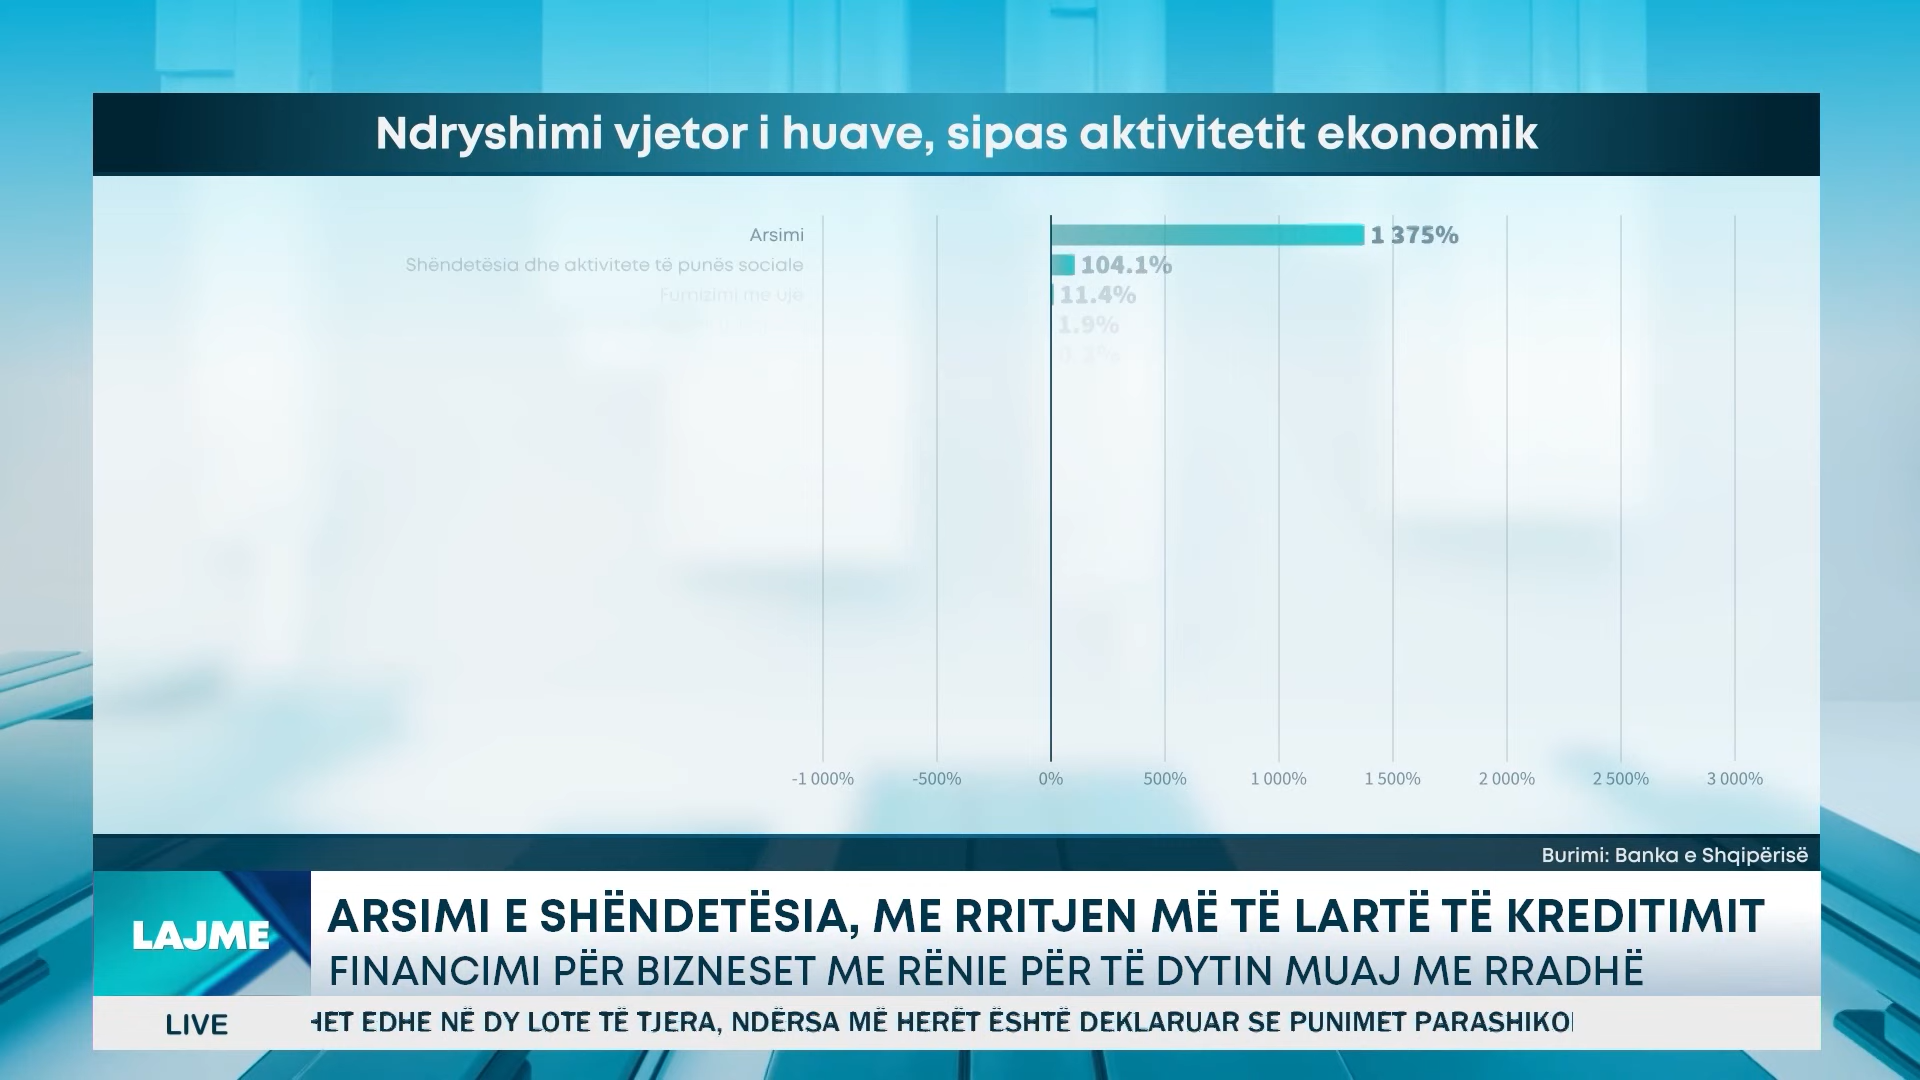 Ndryshimi vjetor i huave, sipas aktivitetit ekonomik
Arsimi 1 375%
Shëndetësia dhe aktivitete të punës sociale 104.1%
Furnizimi me ujë 11.4%
1.9%
-1 000% -500% 0% 500% 1 000% 1 500% 2 000% 2 500% 3 000%
Burimi: Banka e Shqipërisë
LAJME
ARSIMI E SHËNDETËSIA, ME RRITJEN MË TË LARTË TË KREDITIMIT
FINANCIMI PËR BIZNESET ME RËNIE PËR TË DYTIN MUAJ ME RRADHË
LIVE
HET EDHE NË DY LOTE TË TJERA, NDËRSA MË HERËT ËSHTË DEKLARUAR SE PUNIMET PARASHIKO